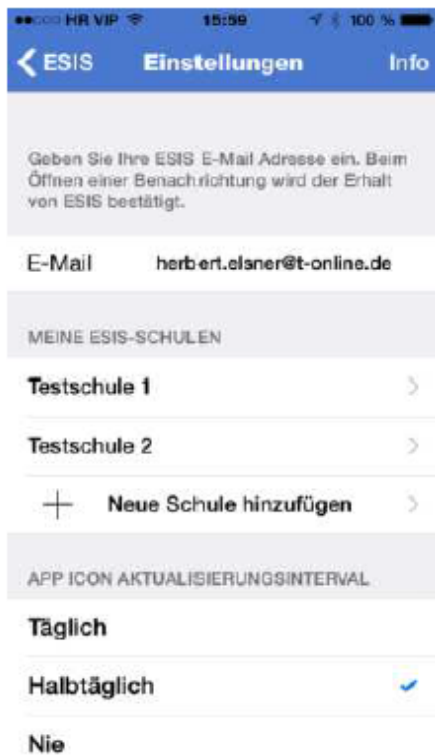 HR VIP 15:59 100 %
ESIS Einstellungen Info
Geben Sie Ihre ESIS E-Mail Adresse ein. Beim
Öffnen einer Benachrichtung wird der Erhalt
von ESIS bestätigt.
E-Mail herbert.elsner@t-online.de
MEINE ESIS-SCHULEN
Testschule 1
Testschule 2
Neue Schule hinzufügen
APP ICON AKTUALISIERUNGSINTERVAL
Täglich
Halbtäglich
Nie